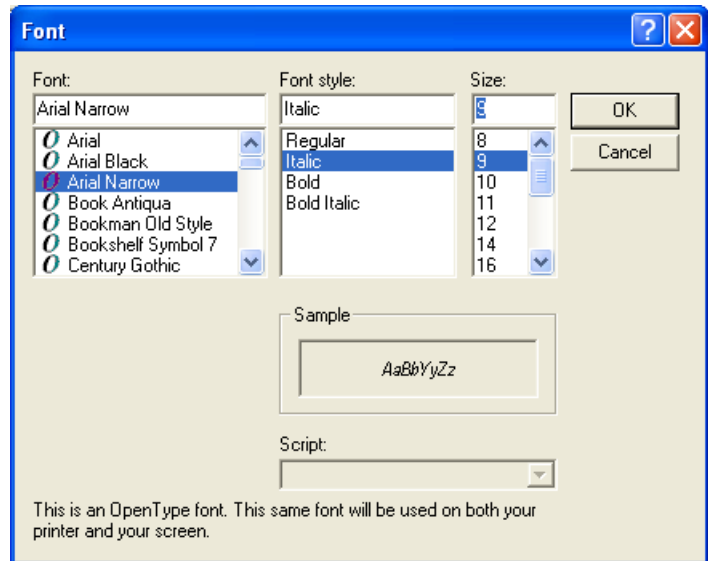 Font
Font:
Font style:
Size:
Arial Narrow
Italic
9
OK
Cancel
Arial
Arial Black
Arial Narrow
Book Antiqua
Bookman Old Style
Bookshelf Symbol 7
Century Gothic
Regular
Italic
Bold
Bold Italic
8
9
10
11
12
14
16
Sample
AaBbYyZz
Script:
This is an OpenType font. This same font will be used on both your
printer and your screen.